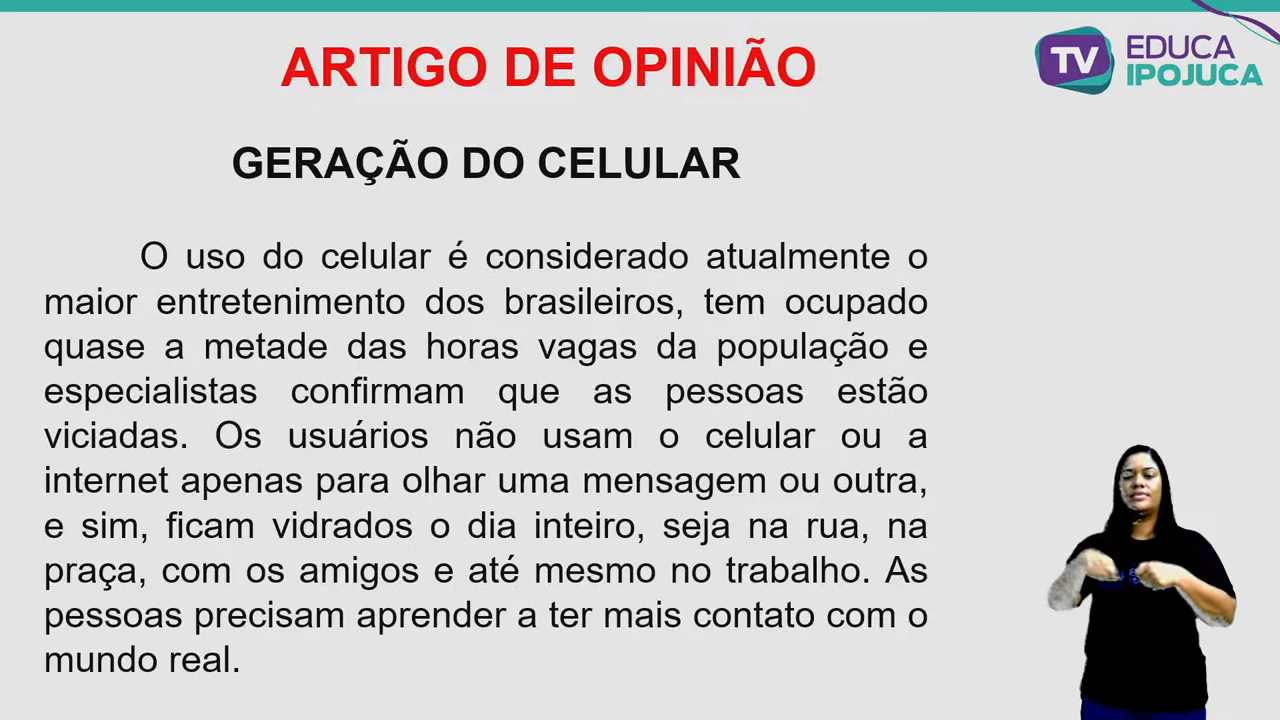 ARTIGO DE OPINIÃO
TV EDUCA
IPOJUCA
GERAÇÃO DO CELULAR
O uso do celular é considerado atualmente o
maior entretenimento dos brasileiros, tem ocupado
quase a metade das horas vagas da população e
especialistas confirmam que as pessoas estão
viciadas. Os usuários não usam o celular ou a
internet apenas para olhar uma mensagem ou outra,
e sim, ficam vidrados o dia inteiro, seja na rua, na
praça, com os amigos e até mesmo no trabalho. As
pessoas precisam aprender a ter mais contato com o
mundo real.